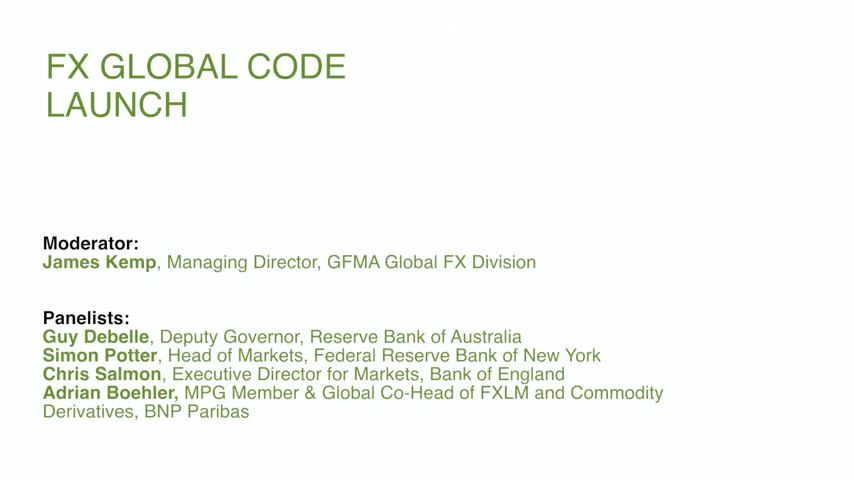 FX GLOBAL CODE
LAUNCH
Moderator:
James Kemp, Managing Director, GFMA Global FX Division
Panelists:
Guy Debelle, Deputy Governor, Reserve Bank of Australia
Simon Potter, Head of Markets, Federal Reserve Bank of New York
Chris Salmon, Executive Director for Markets, Bank of England
Adrian Boehler, MPG Member & Global Co-Head of FXLM and Commodity
Derivatives, BNP Paribas